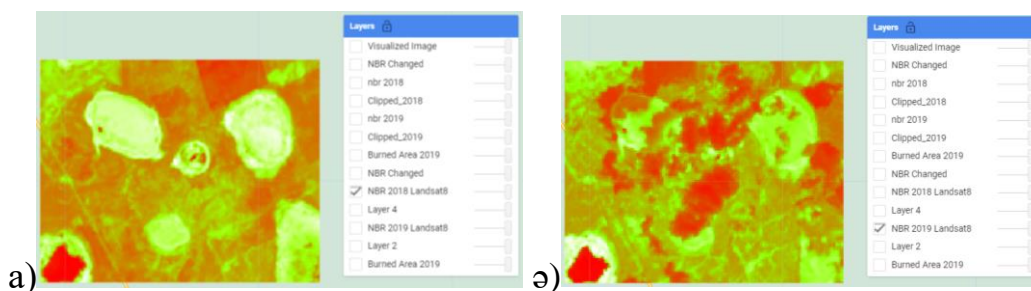 Layers
Visualized Image
NBR Changed
nbr 2018
Clipped_2018
nbr 2019
Clipped_2019
Burned Area 2019
NBR Changed
NBR 2018 Landsat8
Layer 4
NBR 2019 Landsat8
Layer 2
Burned Area 2019
а)
Layers
Visualized Image
NBR Changed
nbr 2018
Clipped_2018
nbr 2019
Clipped_2019
Burned Area 2019
NBR Changed
NBR 2018 Landsat8
Layer 4
NBR 2019 Landsat8
Layer 2
Burned Area 2019
ә)